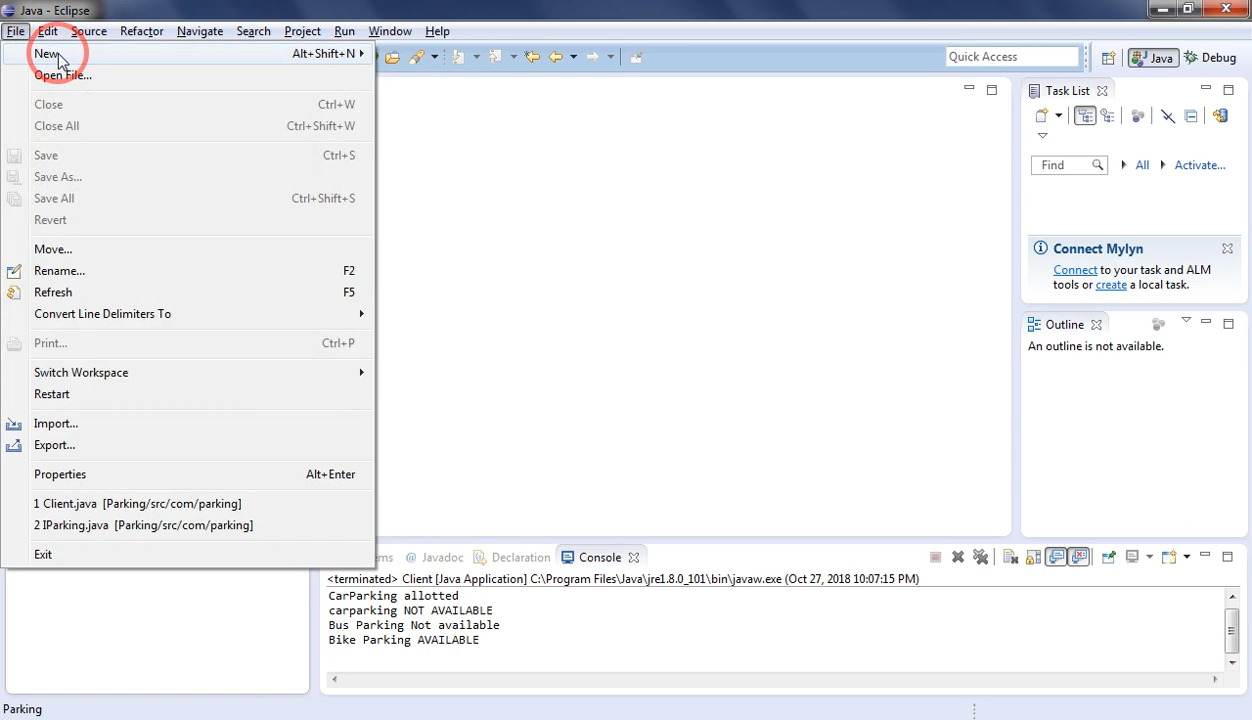 Java - Eclipse
File Edit Source Refactor Navigate Search Project Run Window Help
New Alt+Shift+N
Open File...
Close Ctrl+W
Close All Ctrl+Shift+W
Save Ctrl+S
Save As...
Save All Ctrl+Shift+S
Revert
Move...
Rename... F2
Refresh F5
Convert Line Delimiters To
Print... Ctrl+P
Switch Workspace
Restart
Import...
Export...
Properties Alt+Enter
1 Client.java [Parking/src/com/parking]
2 IParking.java [Parking/src/com/parking]
Exit
Quick Access
Java
Debug
Task List
Find
All
Activate...
Connect Mylyn
Connect to your task and ALM
tools or create a local task.
Outline
An outline is not available.
@ Javadoc Declaration Console
<terminated> Client [Java Application] C:\Program Files\Java\jre1.8.0_101\bin\javaw.exe (Oct 27, 2018 10:07:15 PM)
CarParking allotted
carparking NOT AVAILABLE
Bus Parking Not available
Bike Parking AVAILABLE
Parking